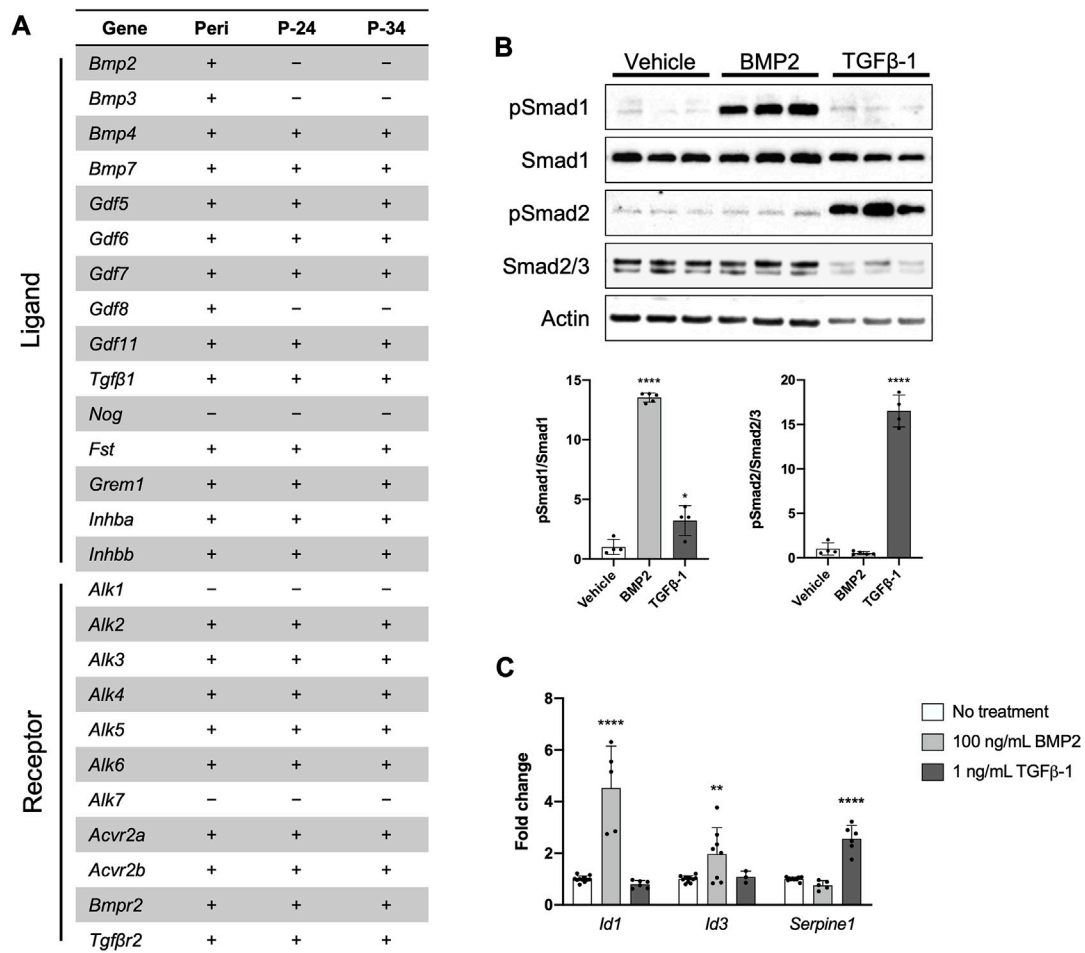 A
Gene Peri P-24 P-34
Ligand
Bmp2 + – –
Bmp3 + – –
Bmp4 + + +
Bmp7 + + +
Gdf5 + + +
Gdf6 + + +
Gdf7 + + +
Gdf8 + – –
Gdf11 + + +
Tgfβ1 + + +
Nog – – –
Fst + + +
Grem1 + + +
Inhba + + +
Inhbb + + +
Receptor
Alk1 – – –
Alk2 + + +
Alk3 + + +
Alk4 + + +
Alk5 + + +
Alk6 + + +
Alk7 – – –
Acvr2a + + +
Acvr2b + + +
Bmpr2 + + +
Tgfβr2 + + +
B
Vehicle BMP2 TGFβ-1
pSmad1
Smad1
pSmad2
Smad2/3
Actin
pSmad1/Smad1
15
10
5
0
****
*
Vehicle
BMP2
TGFβ-1
pSmad2/Smad2/3
20
15
10
5
0
****
Vehicle
BMP2
TGFβ-1
C
Fold change
8
6
4
2
0
****
**
****
Id1 Id3 Serpine1
No treatment
100 ng/mL BMP2
1 ng/mL TGFβ-1